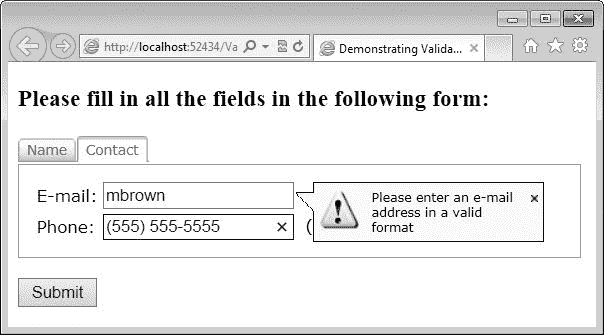 http://localhost:52434/Va
Demonstrating Valida...
Please fill in all the fields in the following form:
Name Contact
E-mail: mbrown
Please enter an e-mail
address in a valid
format
Phone: (555) 555-5555 (
Submit